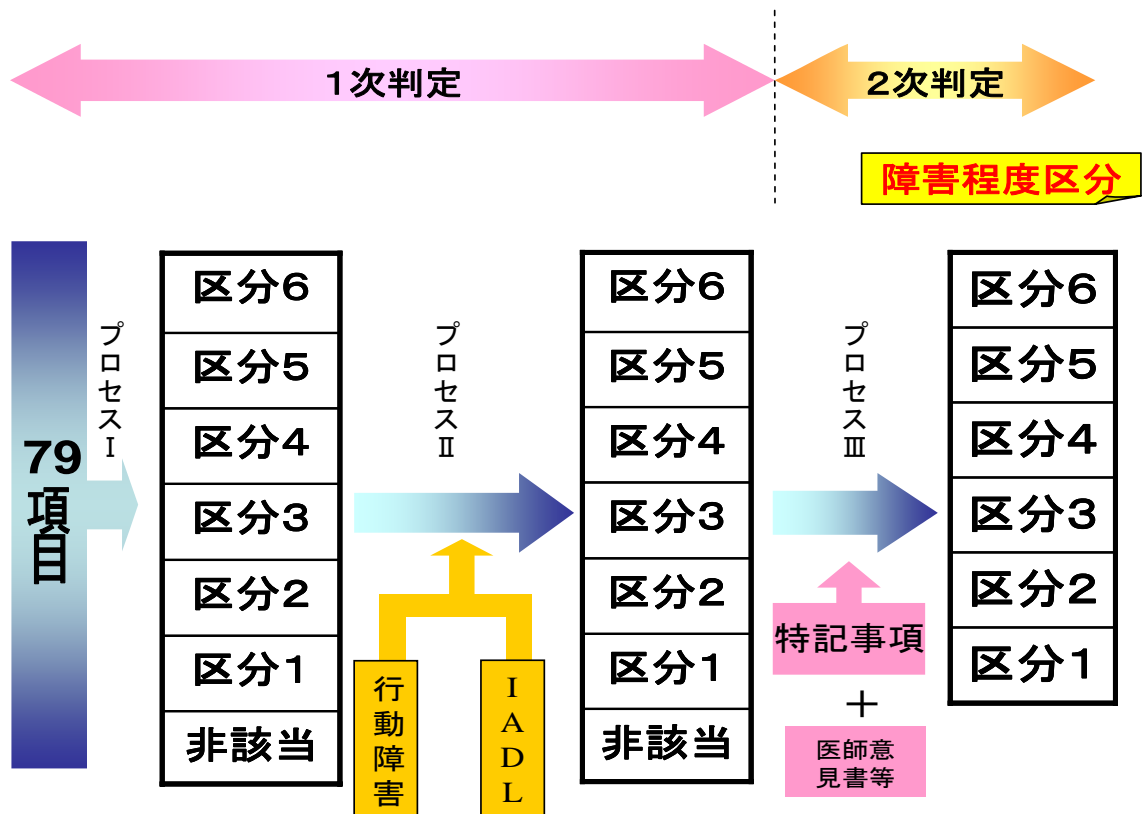 1次判定
2次判定
障害程度区分
79
項目
プロセスⅠ
区分6
区分5
区分4
区分3
区分2
区分1
非該当
プロセスⅡ
行動障害
IADL
区分6
区分5
区分4
区分3
区分2
区分1
非該当
プロセスⅢ
特記事項
＋
医師意
見書等
区分6
区分5
区分4
区分3
区分2
区分1